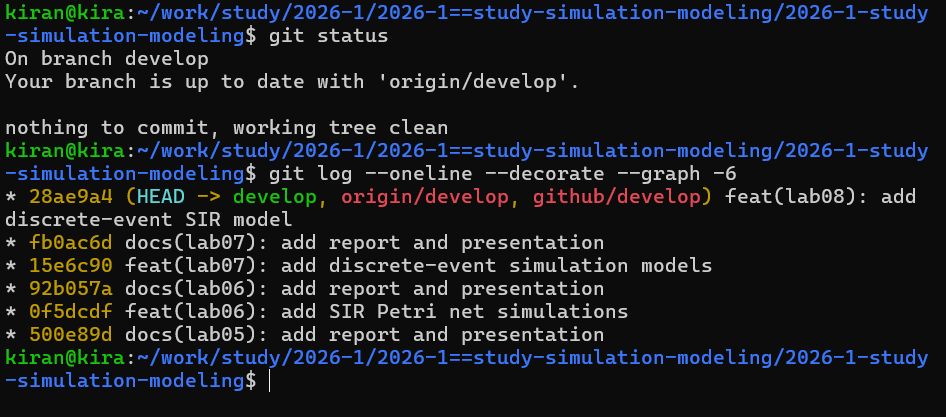 kiran@kira:~/work/study/2026-1/2026-1==study-simulation-modeling/2026-1-study
-simulation-modeling$ git status
On branch develop
Your branch is up to date with 'origin/develop'.
nothing to commit, working tree clean
kiran@kira:~/work/study/2026-1/2026-1==study-simulation-modeling/2026-1-study
-simulation-modeling$ git log --oneline --decorate --graph -6
* 28ae9a4 (HEAD -> develop, origin/develop, github/develop) feat(lab08): add
discrete-event SIR model
* fb0ac6d docs(lab07): add report and presentation
* 15e6c90 feat(lab07): add discrete-event simulation models
* 92b057a docs(lab06): add report and presentation
* 0f5dcdf feat(lab06): add SIR Petri net simulations
* 500e89d docs(lab05): add report and presentation
kiran@kira:~/work/study/2026-1/2026-1==study-simulation-modeling/2026-1-study
-simulation-modeling$